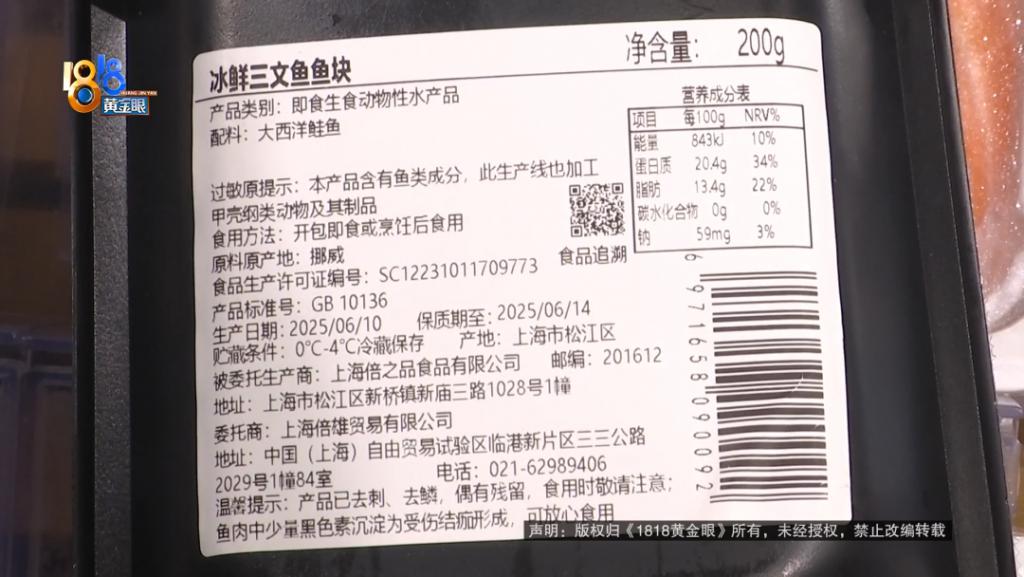 1818
HUANG JIN YAN
黄金眼
冰鲜三文鱼鱼块
净含量: 200g
产品类别: 即食生食动物性水产品
配料: 大西洋鲑鱼
营养成分表
项目 每100g NRV%
能量 843kJ 10%
蛋白质 20.4g 34%
脂肪 13.4g 22%
碳水化合物 0g 0%
钠 59mg 3%
过敏原提示: 本产品含有鱼类成分, 此生产线也加工
甲壳纲类动物及其制品
食用方法: 开包即食或烹饪后食用
原料原产地: 挪威
食品追溯
食品生产许可证编号: SC12231011709773
产品标准号: GB 10136
生产日期: 2025/06/10 保质期至: 2025/06/14
贮藏条件: 0℃-4℃冷藏保存 产地: 上海市松江区
被委托生产商: 上海倍之品食品有限公司 邮编: 201612
地址: 上海市松江区新桥镇新庙三路1028号1幢
委托商: 上海倍雄贸易有限公司
地址: 中国 (上海) 自由贸易试验区临港新片区三三公路
2029号1幢84室 电话: 021-62989406
温馨提示: 产品已去刺、去鳞, 偶有残留, 食用时敬请注意;
鱼肉中少量黑色素沉淀为受伤结痂形成, 可放心食用
6 971658 090092
声明: 版权归《1818黄金眼》所有, 未经授权, 禁止改编转载